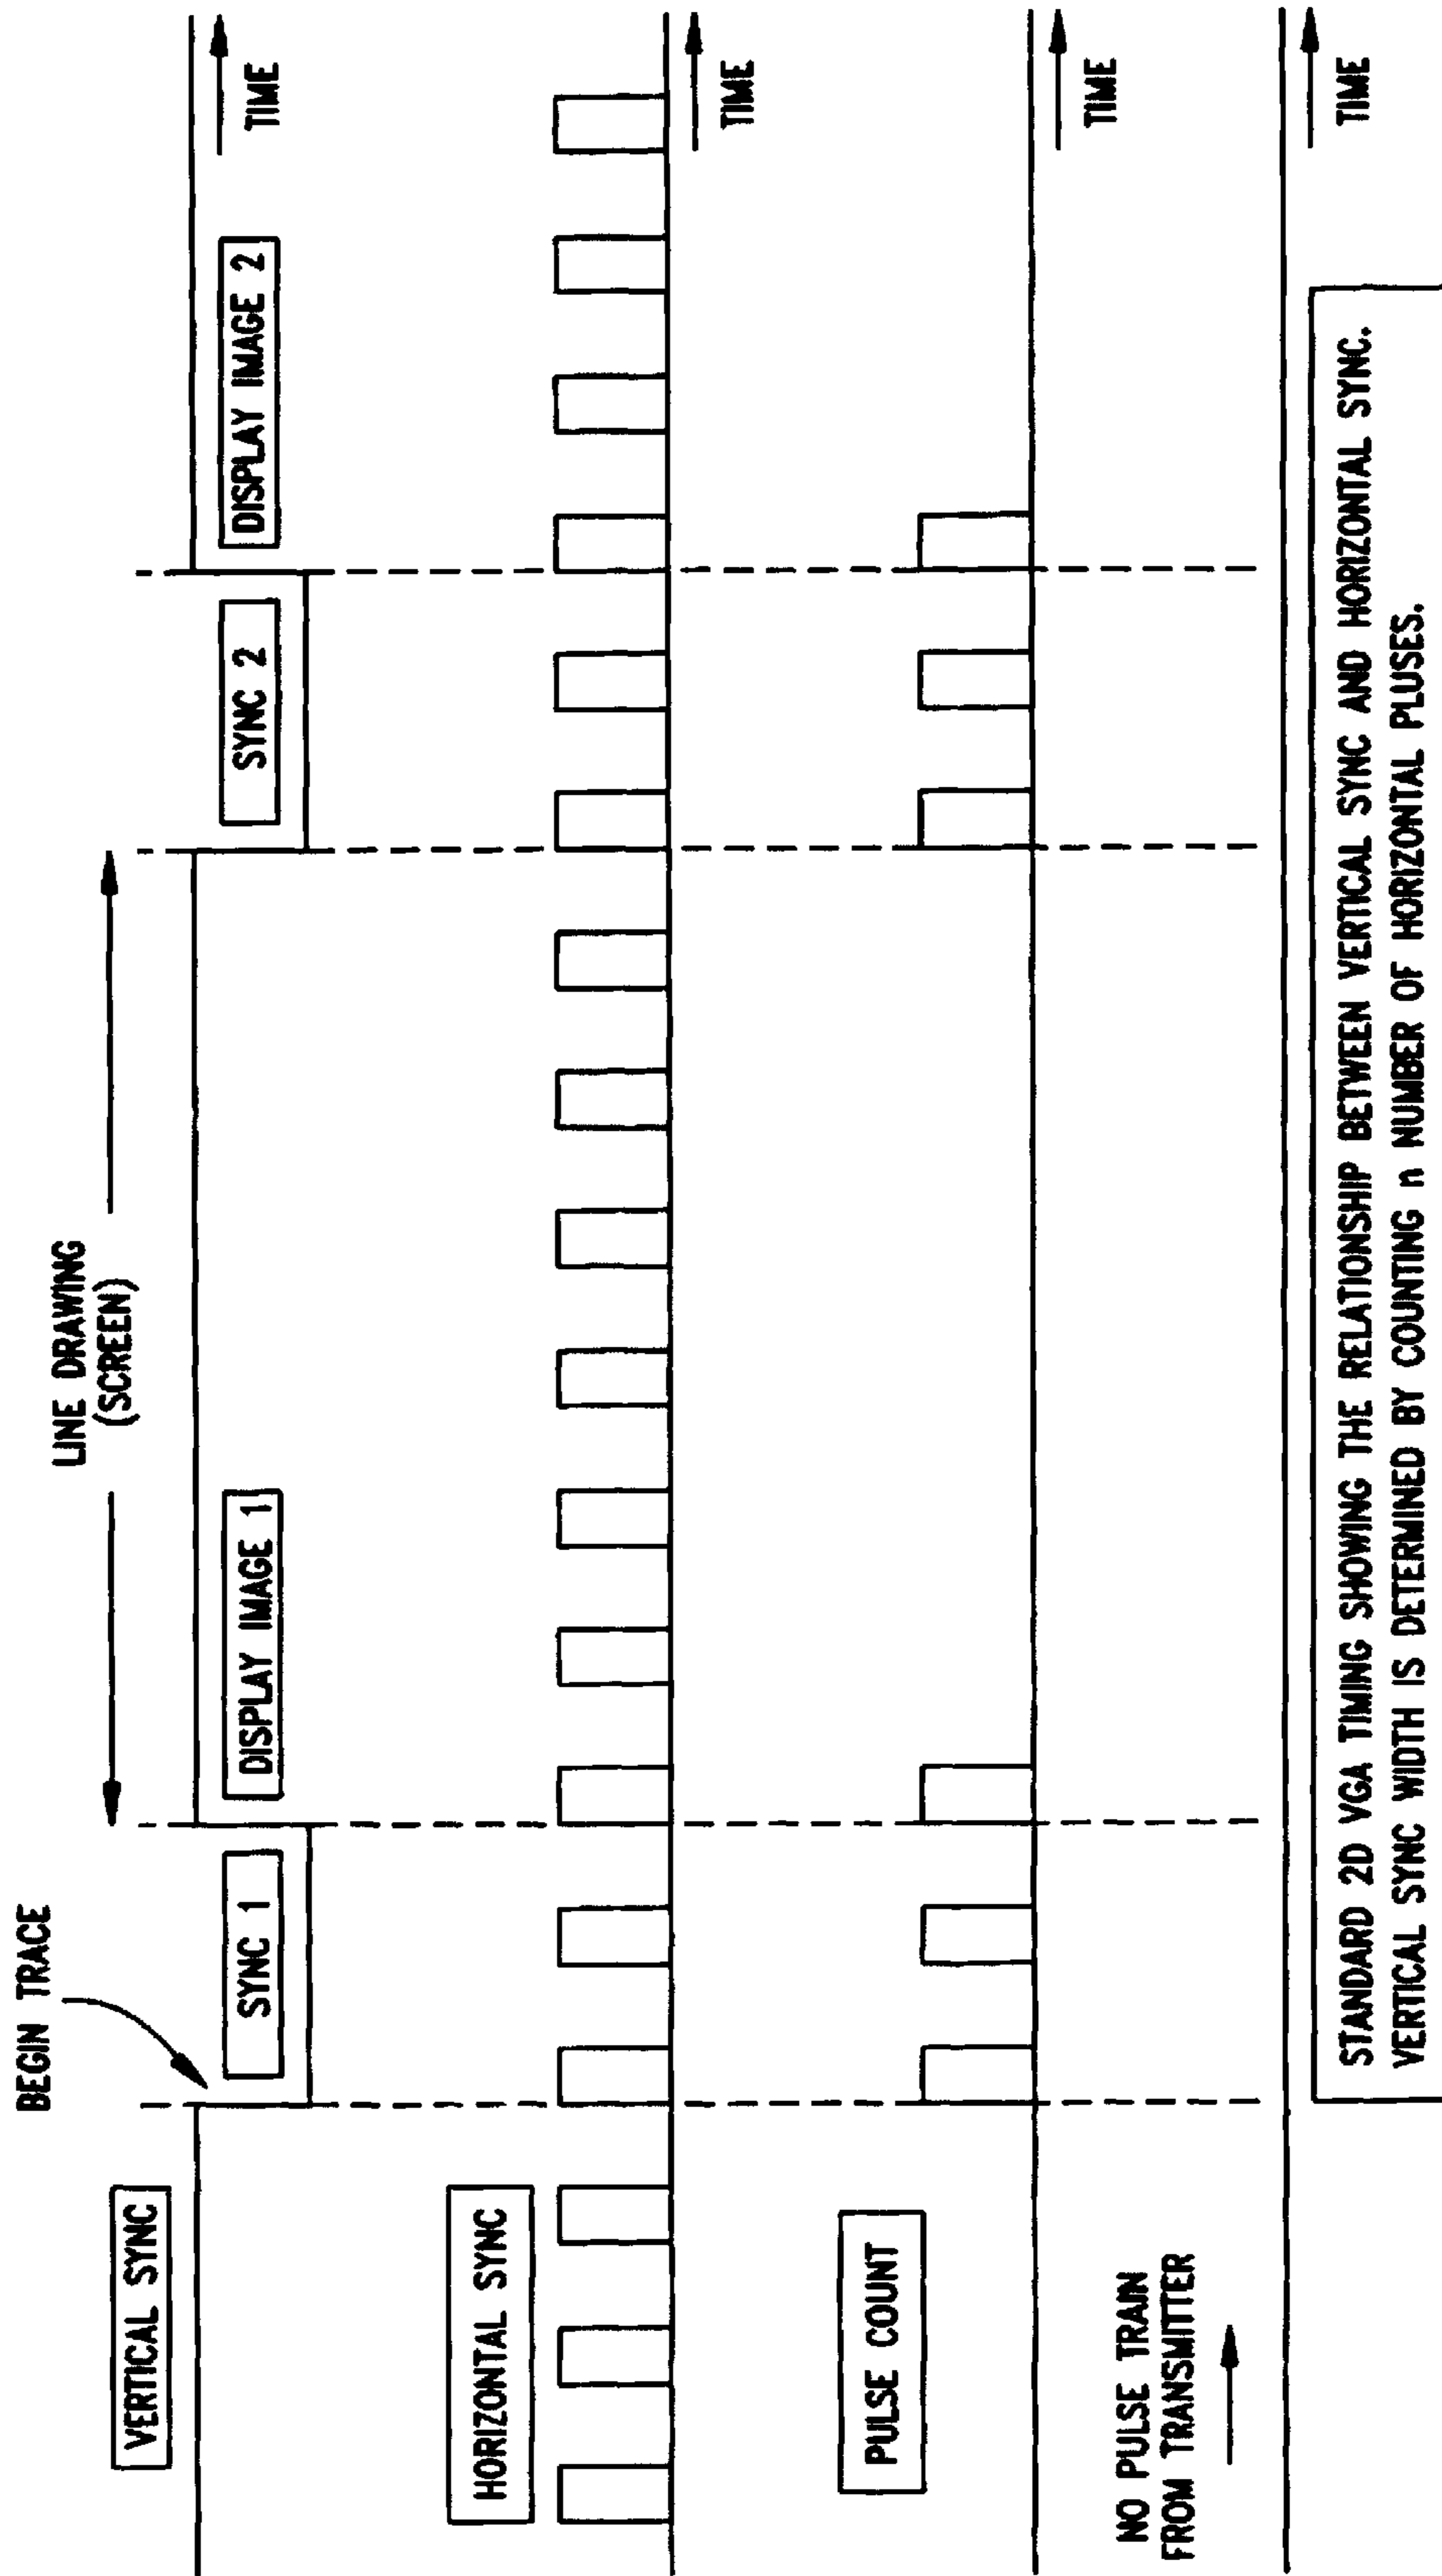 BEGIN TRACE
LINE DRAWING
(SCREEN)
VERTICAL SYNC
SYNC 1
DISPLAY IMAGE 1
SYNC 2
DISPLAY IMAGE 2
TIME
HORIZONTAL SYNC
TIME
PULSE COUNT
TIME
NO PULSE TRAIN
FROM TRANSMITTER
TIME
STANDARD 2D VGA TIMING SHOWING THE RELATIONSHIP BETWEEN VERTICAL SYNC AND HORIZONTAL SYNC.
VERTICAL SYNC WIDTH IS DETERMINED BY COUNTING n NUMBER OF HORIZONTAL PLUSES.